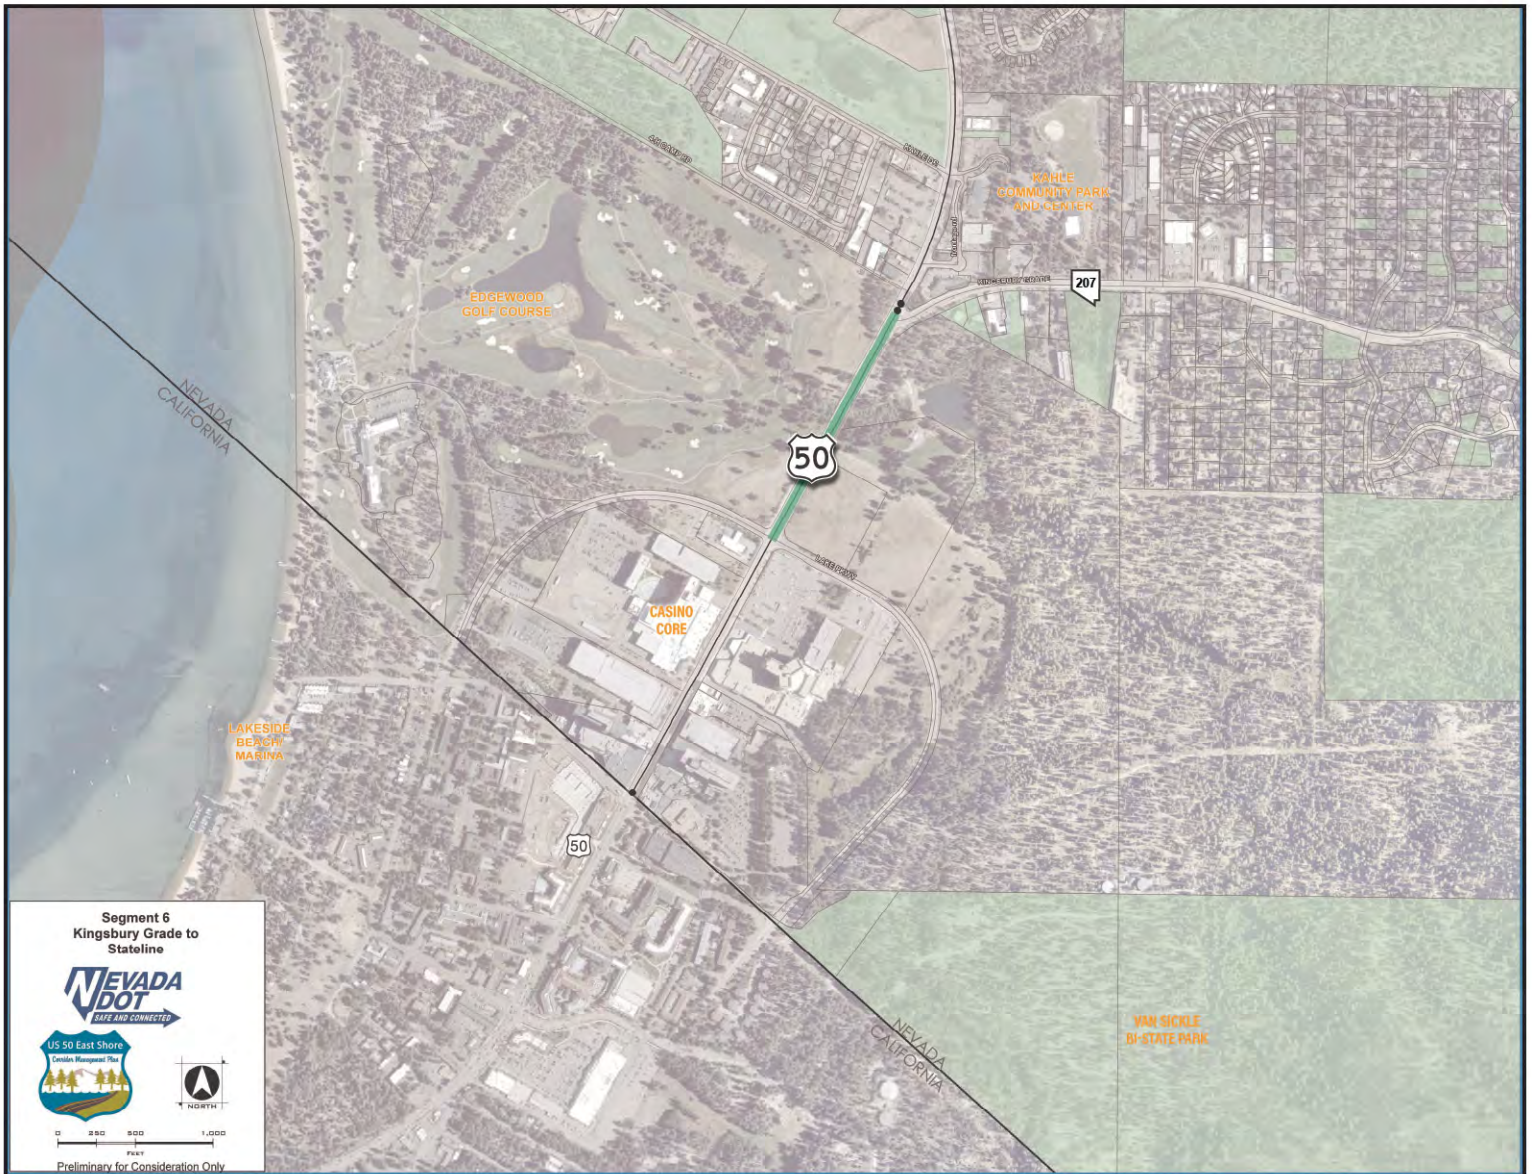 4-H CAMP RD
KAHLE DR
KAHLE
COMMUNITY PARK
AND CENTER
KINGSBURY GRADE
207
EDGEWOOD
GOLF COURSE
NEVADA
CALIFORNIA
50
LAKE PKWY
CASINO
CORE
LAKESIDE
BEACH/
MARINA
50
NEVADA
CALIFORNIA
VAN SICKLE
BI-STATE PARK
Segment 6
Kingsbury Grade to
Stateline
NEVADA
DOT
SAFE AND CONNECTED
US 50 East Shore
Corridor Management Plan
NORTH
0 250 500 1,000
FEET
Preliminary for Consideration Only